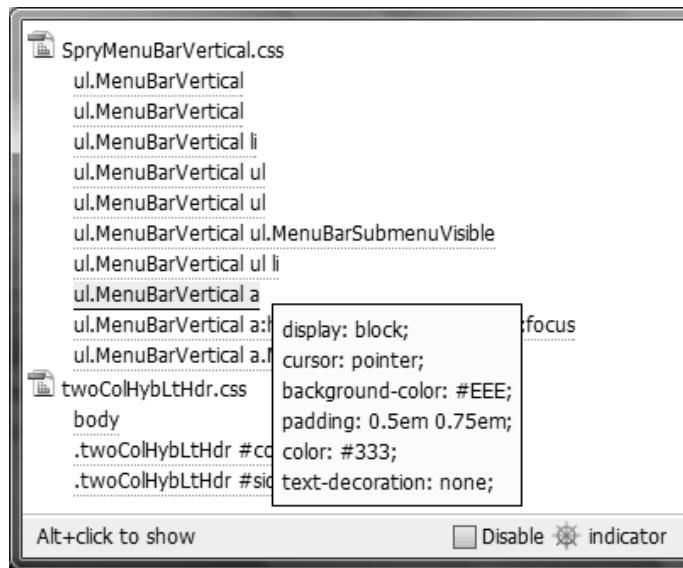 SpryMenuBarVertical.css
ul.MenuBarVertical
ul.MenuBarVertical
ul.MenuBarVertical li
ul.MenuBarVertical ul
ul.MenuBarVertical ul
ul.MenuBarVertical ul.MenuBarSubmenuVisible
ul.MenuBarVertical ul li
ul.MenuBarVertical a
ul.MenuBarVertical :focus
ul.MenuBarVertical
twoColHybLtHdr.css
body
.twoColHybLtHdr
.twoColHybLtHdr
display: block;
cursor: pointer;
background-color: #EEE;
padding: 0.5em 0.75em;
color: #333;
text-decoration: none;
Alt+click to show
Disable indicator